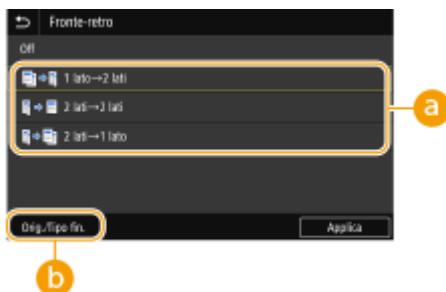 Fronte-retro
Off
1 lato→2 lati
2 lati→2 lati
2 lati→1 lato
a
Orig./Tipo fin.
Applica
b